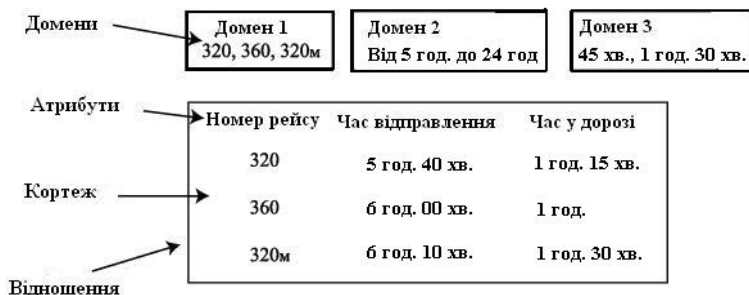 Домени
Домен 1
320, 360, 320м
Домен 2
Від 5 год. до 24 год
Домен 3
45 хв., 1 год. 30 хв.
Атрибути
Номер рейсу Час відправлення Час у дорозі
320 5 год. 40 хв. 1 год. 15 хв.
Кортеж
360 6 год. 00 хв. 1 год.
320м 6 год. 10 хв. 1 год. 30 хв.
Відношення